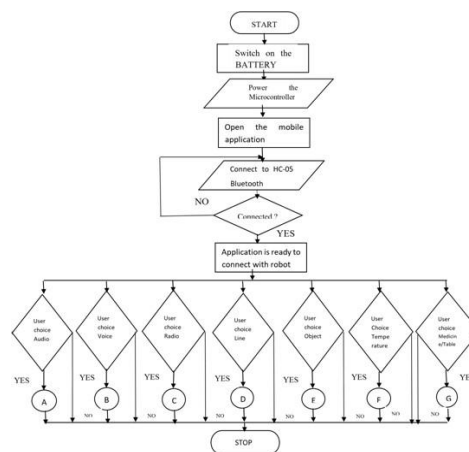 START
Switch on the
BATTERY
Power the
Microcontroller
Open the mobile
application
Connect to HC-05
Bluetooth
NO
Connected ?
YES
Application is ready to
connect with robot
User
choice
Audio
User
choice
Voice
User
choice
Radio
User
choice
Line
User
choice
Object
User
Choice
Tempe
rature
User
choice
Medicin
e/Table
YES
YES
YES
YES
YES
YES
YE
A
B
C
D
E
F
G
NO
NO
NO
NO
NO
NO
NO
STOP